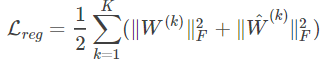 $\mathcal{L}_{reg} = \frac{1}{2} \sum_{k=1}^{K} (\|W^{(k)}\|_F^2 + \|\hat{W}^{(k)}\|_F^2)$